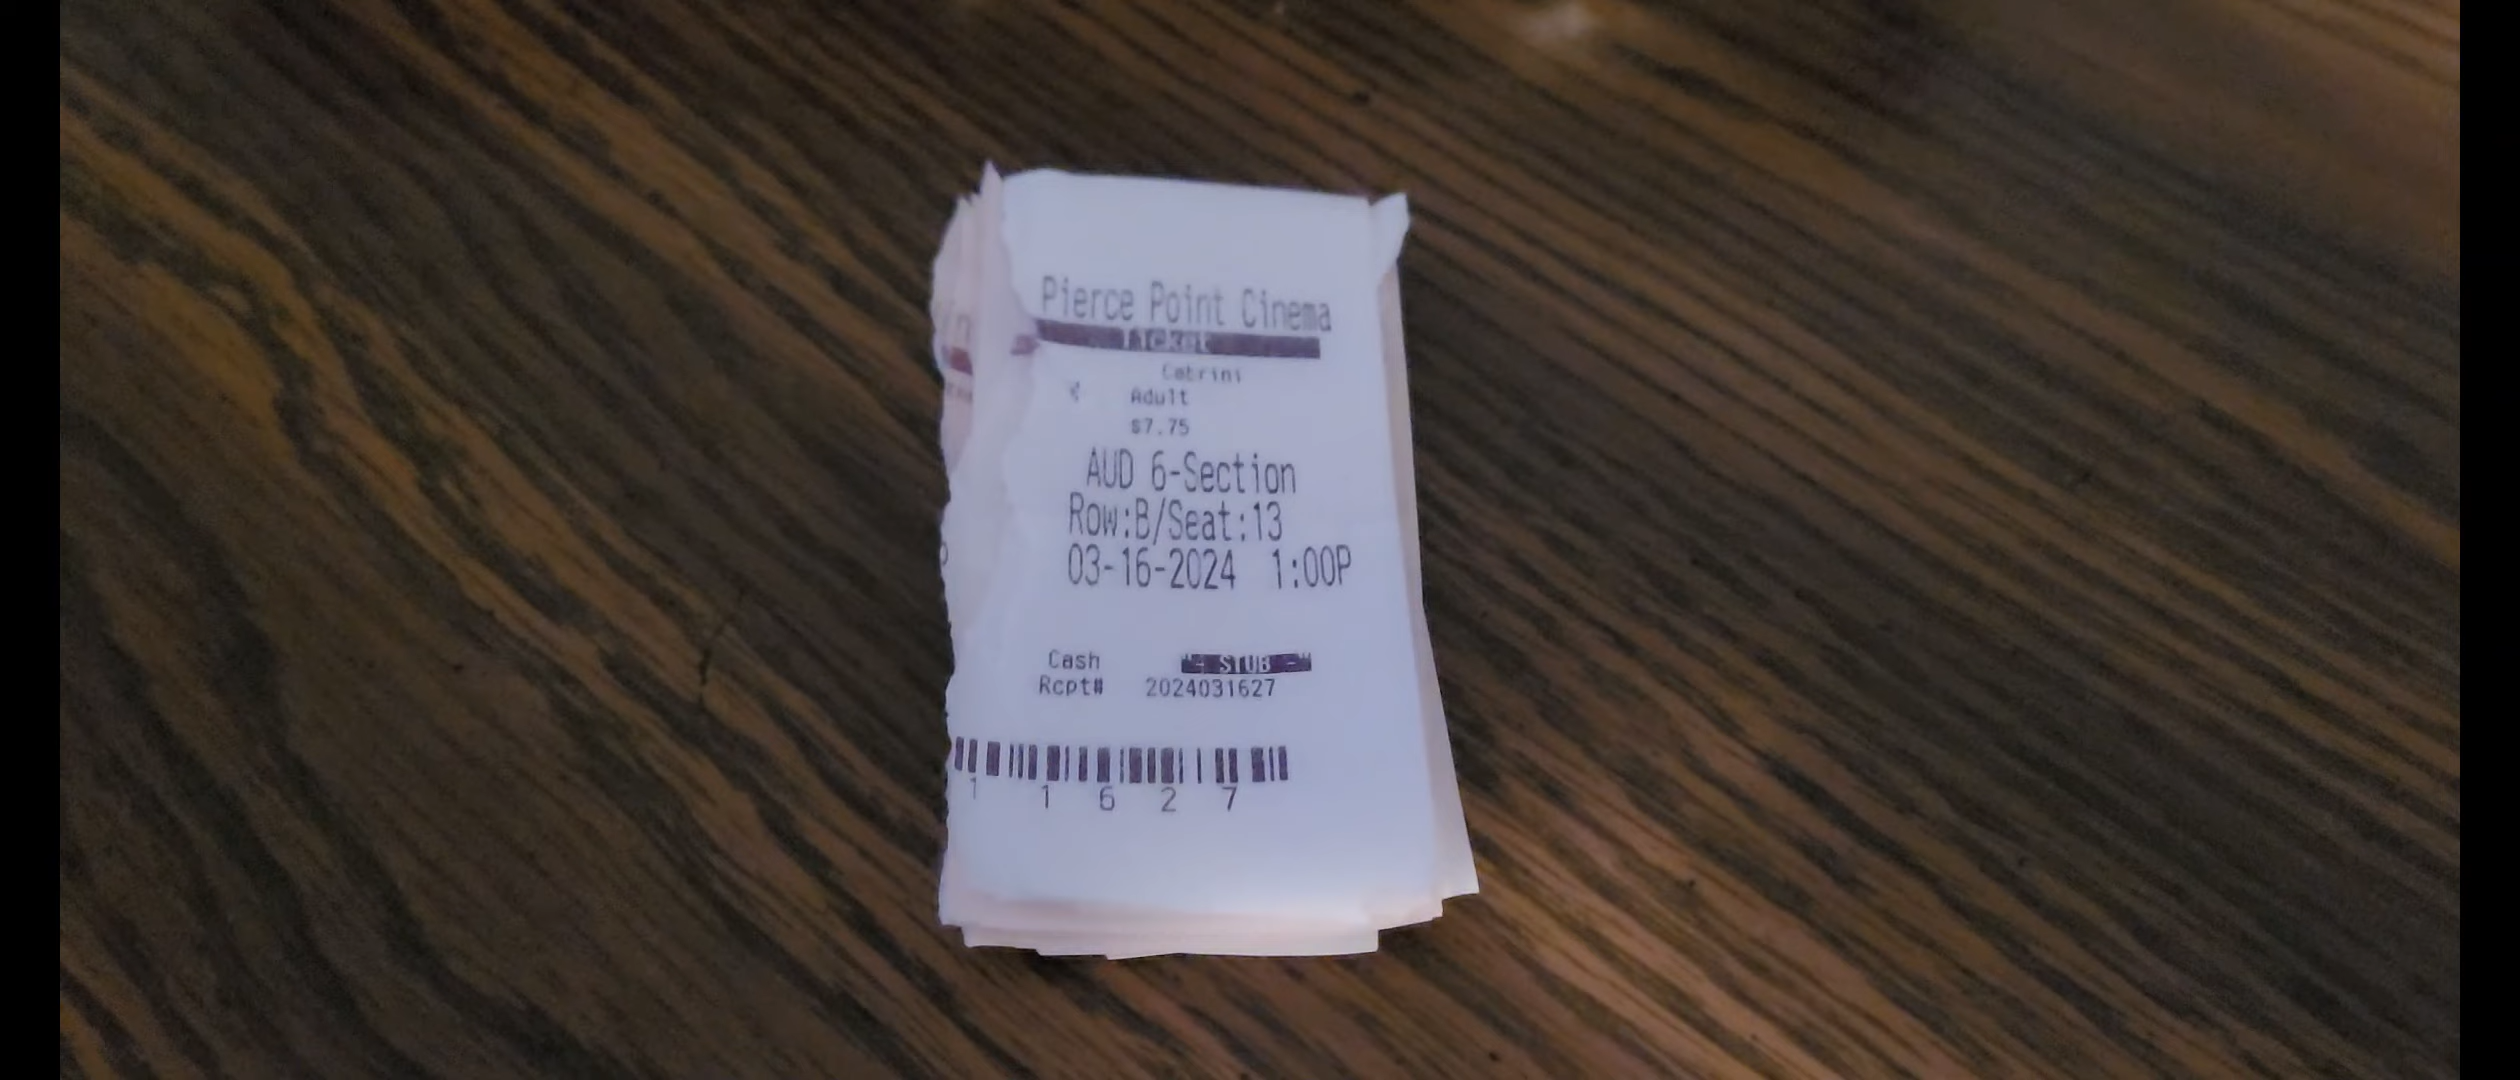 Pierce Point Cinema
Ticket
Cabrini
Adult
$7.75
AUD 6-Section
Row:B/Seat:13
03-16-2024 1:00P
Cash "- STUB -"
Rcpt# 2024031627
1 1 6 2 7